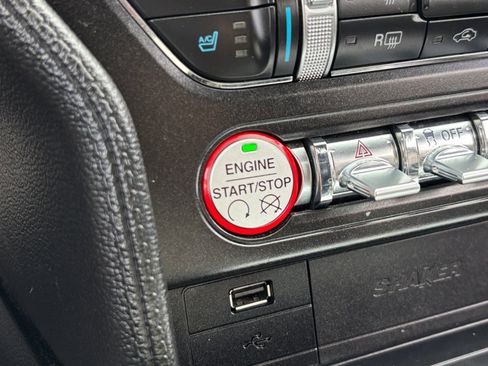 A/C
R
OFF
ENGINE
START/STOP
SHAKER